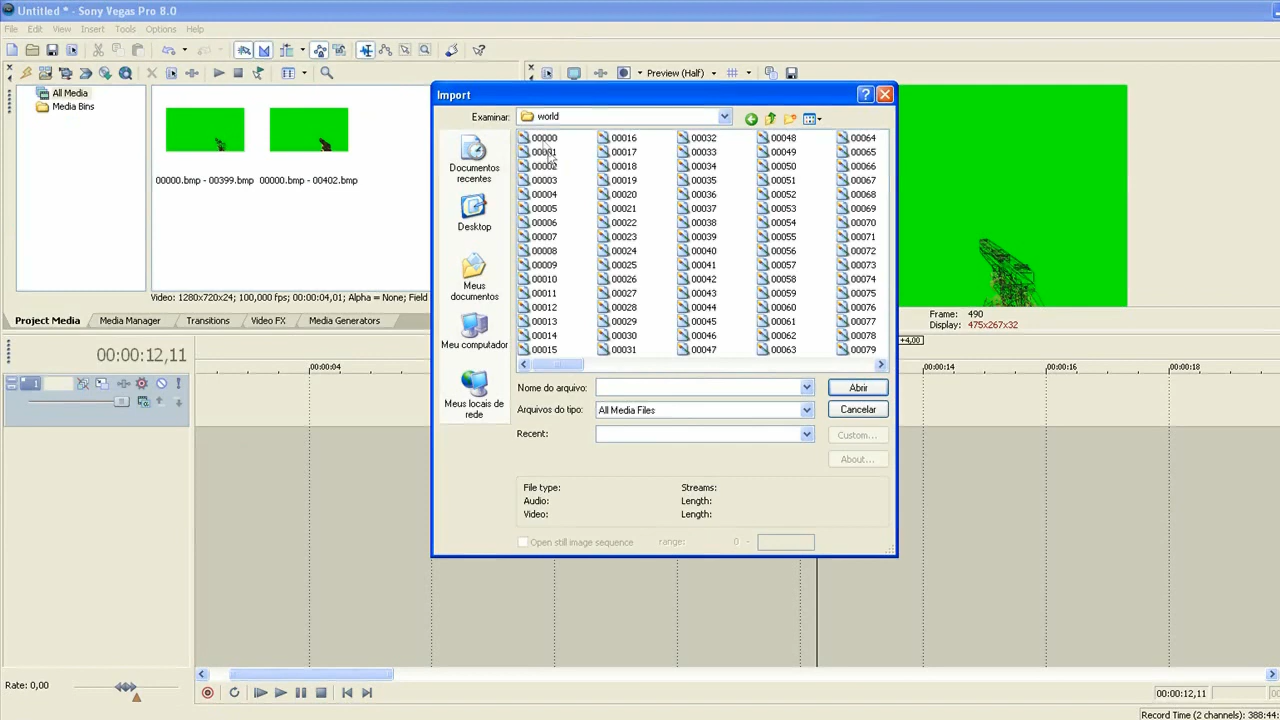 Untitled * - Sony Vegas Pro 8.0
File Edit View Insert Tools Options Help
Preview (Half)
All Media
Media Bins
00000.bmp - 00399.bmp 00000.bmp - 00402.bmp
Video: 1280x720x24; 100,000 fps; 00:00:04,01; Alpha = None; Field
Project Media Media Manager Transitions Video FX Media Generators
Import
Examinar: world
Documentos recentes
Desktop
Meus documentos
Meu computador
Meus locais de rede
00000 00016 00032 00048 00064
00001 00017 00033 00049 00065
00002 00018 00034 00050 00066
00003 00019 00035 00051 00067
00004 00020 00036 00052 00068
00005 00021 00037 00053 00069
00006 00022 00038 00054 00070
00007 00023 00039 00055 00071
00008 00024 00040 00056 00072
00009 00025 00041 00057 00073
00010 00026 00042 00058 00074
00011 00027 00043 00059 00075
00012 00028 00044 00060 00076
00013 00029 00045 00061 00077
00014 00030 00046 00062 00078
00015 00031 00047 00063 00079
Nome do arquivo: Abrir
Arquivos do tipo: All Media Files Cancelar
Recent: Custom...
About...
File type: Streams:
Audio: Length:
Video: Length:
Open still image sequence range: 0 -
Frame: 490
Display: 475x267x32
+4,00
00:00:12,11
00:00:04 00:00:14 00:00:16 00:00:18
1
Rate: 0,00
00:00:12,11
Record Time (2 channels): 388:44: